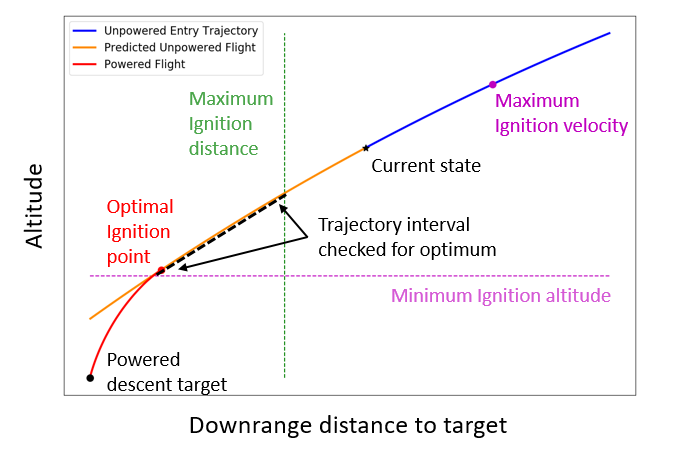 Unpowered Entry Trajectory
Predicted Unpowered Flight
Powered Flight
Maximum
Ignition
distance
Maximum
Ignition velocity
Current state
Optimal
Ignition
point
Trajectory interval
checked for optimum
Minimum Ignition altitude
Powered
descent target
Altitude
Downrange distance to target